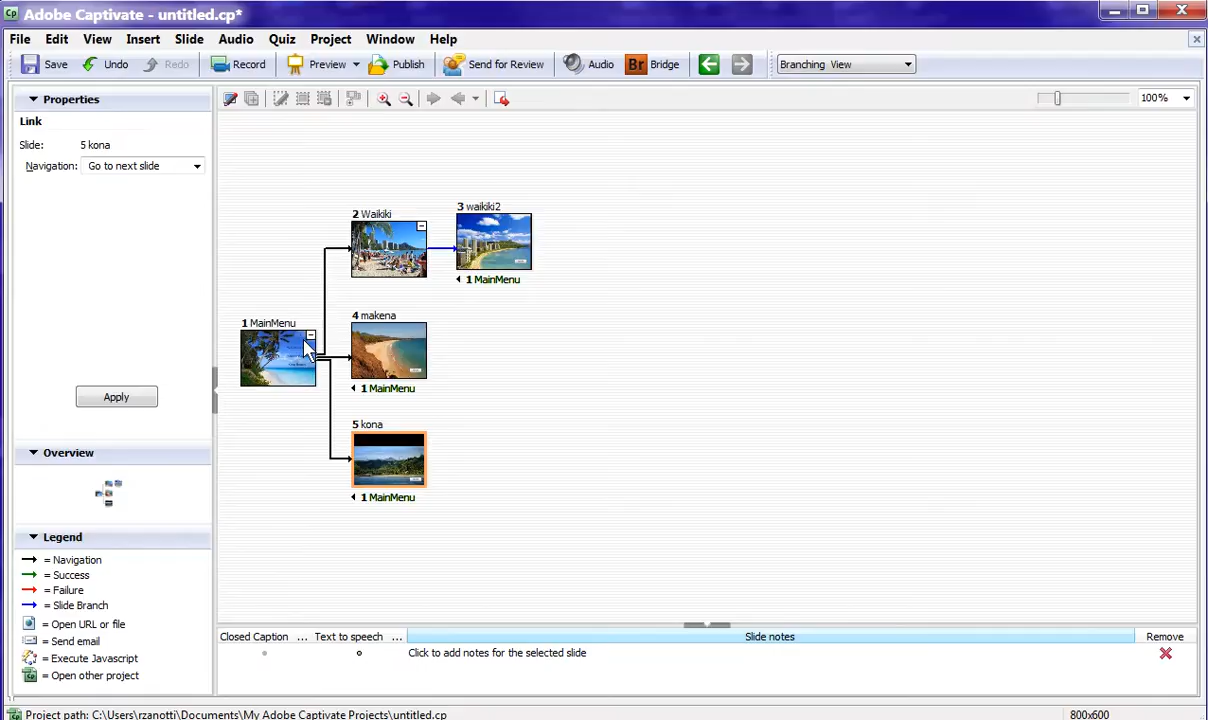 Cp Adobe Captivate - untitled.cp*
File Edit View Insert Slide Audio Quiz Project Window Help
Save Undo Redo Record Preview Publish Send for Review Audio Br Bridge Branching View
Properties
100%
Link
Slide: 5 kona
Navigation: Go to next slide
2 Waikiki
3 waikiki2
1 MainMenu
4 makena
1 MainMenu
1 MainMenu
Apply
5 kona
1 MainMenu
Overview
Legend
= Navigation
= Success
= Failure
= Slide Branch
= Open URL or file
= Send email
= Execute Javascript
= Open other project
Closed Caption ... Text to speech ... Slide notes Remove
Click to add notes for the selected slide
Project path: C:\Users\rzanotti\Documents\My Adobe Captivate Projects\untitled.cp 800x600